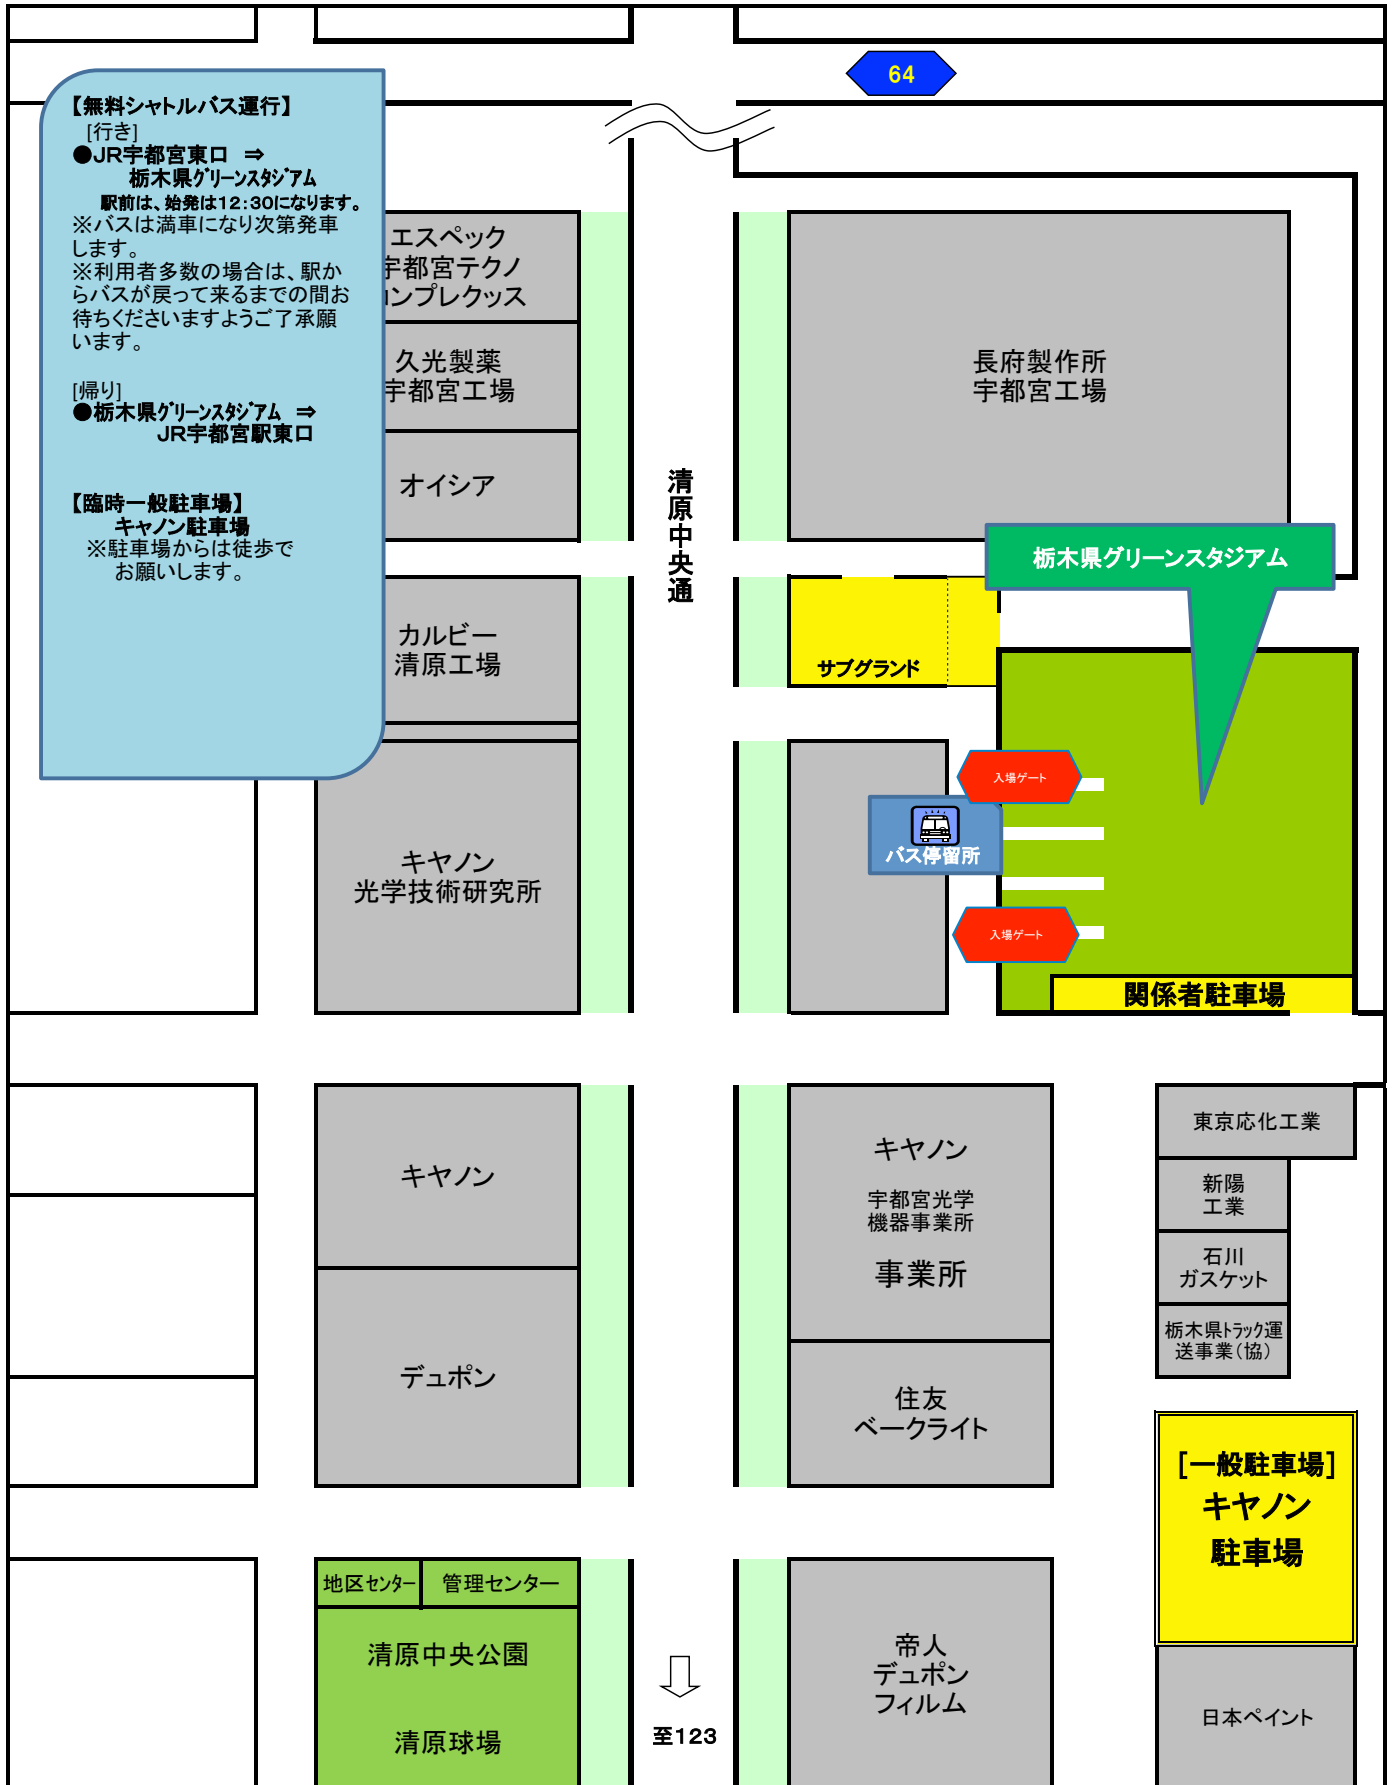 64
【無料シャトルバス運行】
[行き]
●JR宇都宮東口 ⇒
栃木県グリーンスタジアム
駅前は、始発は12:30になります。
※バスは満車になり次第発車
します。
※利用者多数の場合は、駅か
らバスが戻って来るまでの間お
待ちくださいますようご了承願
います。
[帰り]
●栃木県グリーンスタジアム ⇒
JR宇都宮駅東口
【臨時一般駐車場】
キャノン駐車場
※駐車場からは徒歩で
お願いします。
エスペック
宇都宮テクノ
コンプレクッス
久光製薬
宇都宮工場
オイシア
カルビー
清原工場
キヤノン
光学技術研究所
清原中央通
長府製作所
宇都宮工場
栃木県グリーンスタジアム
サブグランド
入場ゲート
バス停留所
入場ゲート
関係者駐車場
キヤノン
デュポン
キヤノン
宇都宮光学
機器事業所
事業所
住友
ベークライト
東京応化工業
新陽
工業
石川
ガスケット
栃木県トラック運
送事業(協)
[一般駐車場]
キヤノン
駐車場
地区センター
管理センター
清原中央公園
清原球場
至123
帝人
デュポン
フィルム
日本ペイント